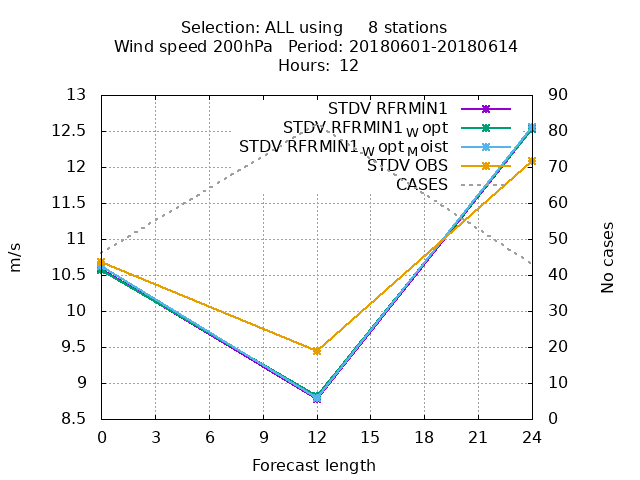 Selection: ALL using     8 stations
Wind speed 200hPa   Period: 20180601-20180614
Hours: 12
13 90
STDV RFRMIN1
12.5 80
STDV RFRMIN1_W opt
STDV RFRMIN1_W opt_M oist
12 70
STDV OBS
CASES
11.5 60
11 50
10.5 40
10 30
9.5 20
9 10
8.5 0
m/s
No cases
0 3 6 9 12 15 18 21 24
Forecast length